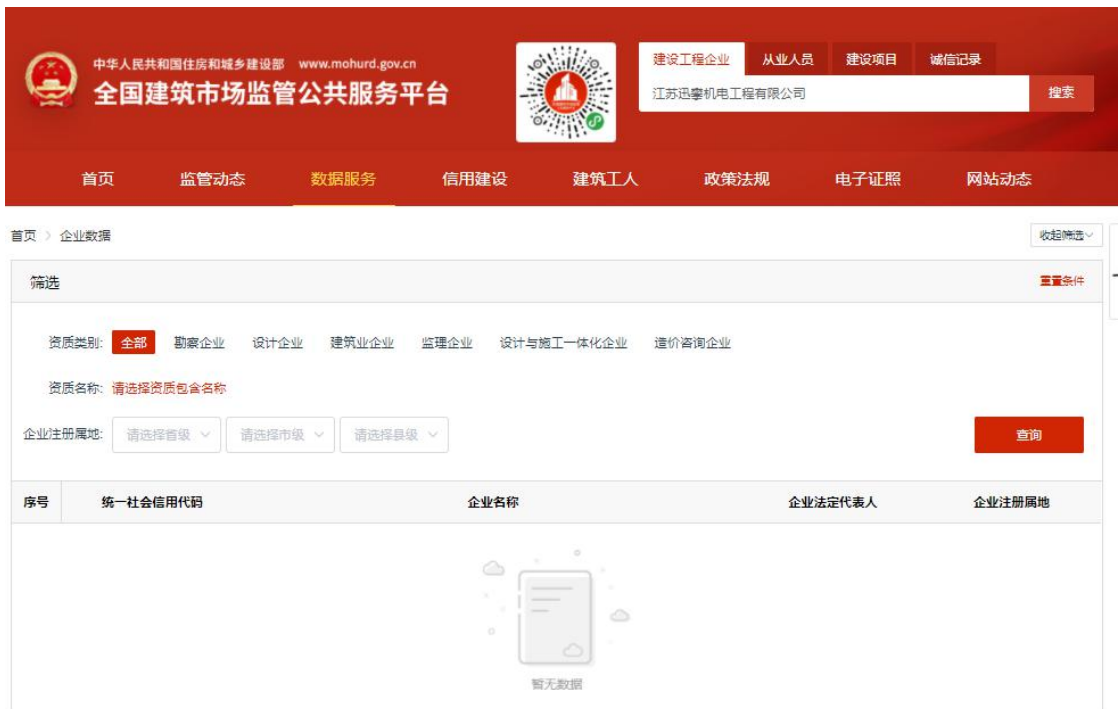 中华人民共和国住房和城乡建设部 www.mohurd.gov.cn
全国建筑市场监管公共服务平台
建设工程企业 从业人员 建设项目 诚信记录
江苏迅攀机电工程有限公司 搜索
首页 监管动态 数据服务 信用建设 建筑工人 政策法规 电子证照 网站动态
首页 > 企业数据 收起筛选
筛选 重置条件
资质类别: 全部 勘察企业 设计企业 建筑业企业 监理企业 设计与施工一体化企业 造价咨询企业
资质名称: 请选择资质包含名称
企业注册属地: 请选择省级 请选择市级 请选择县级 查询
序号 统一社会信用代码 企业名称 企业法定代表人 企业注册属地
暂无数据